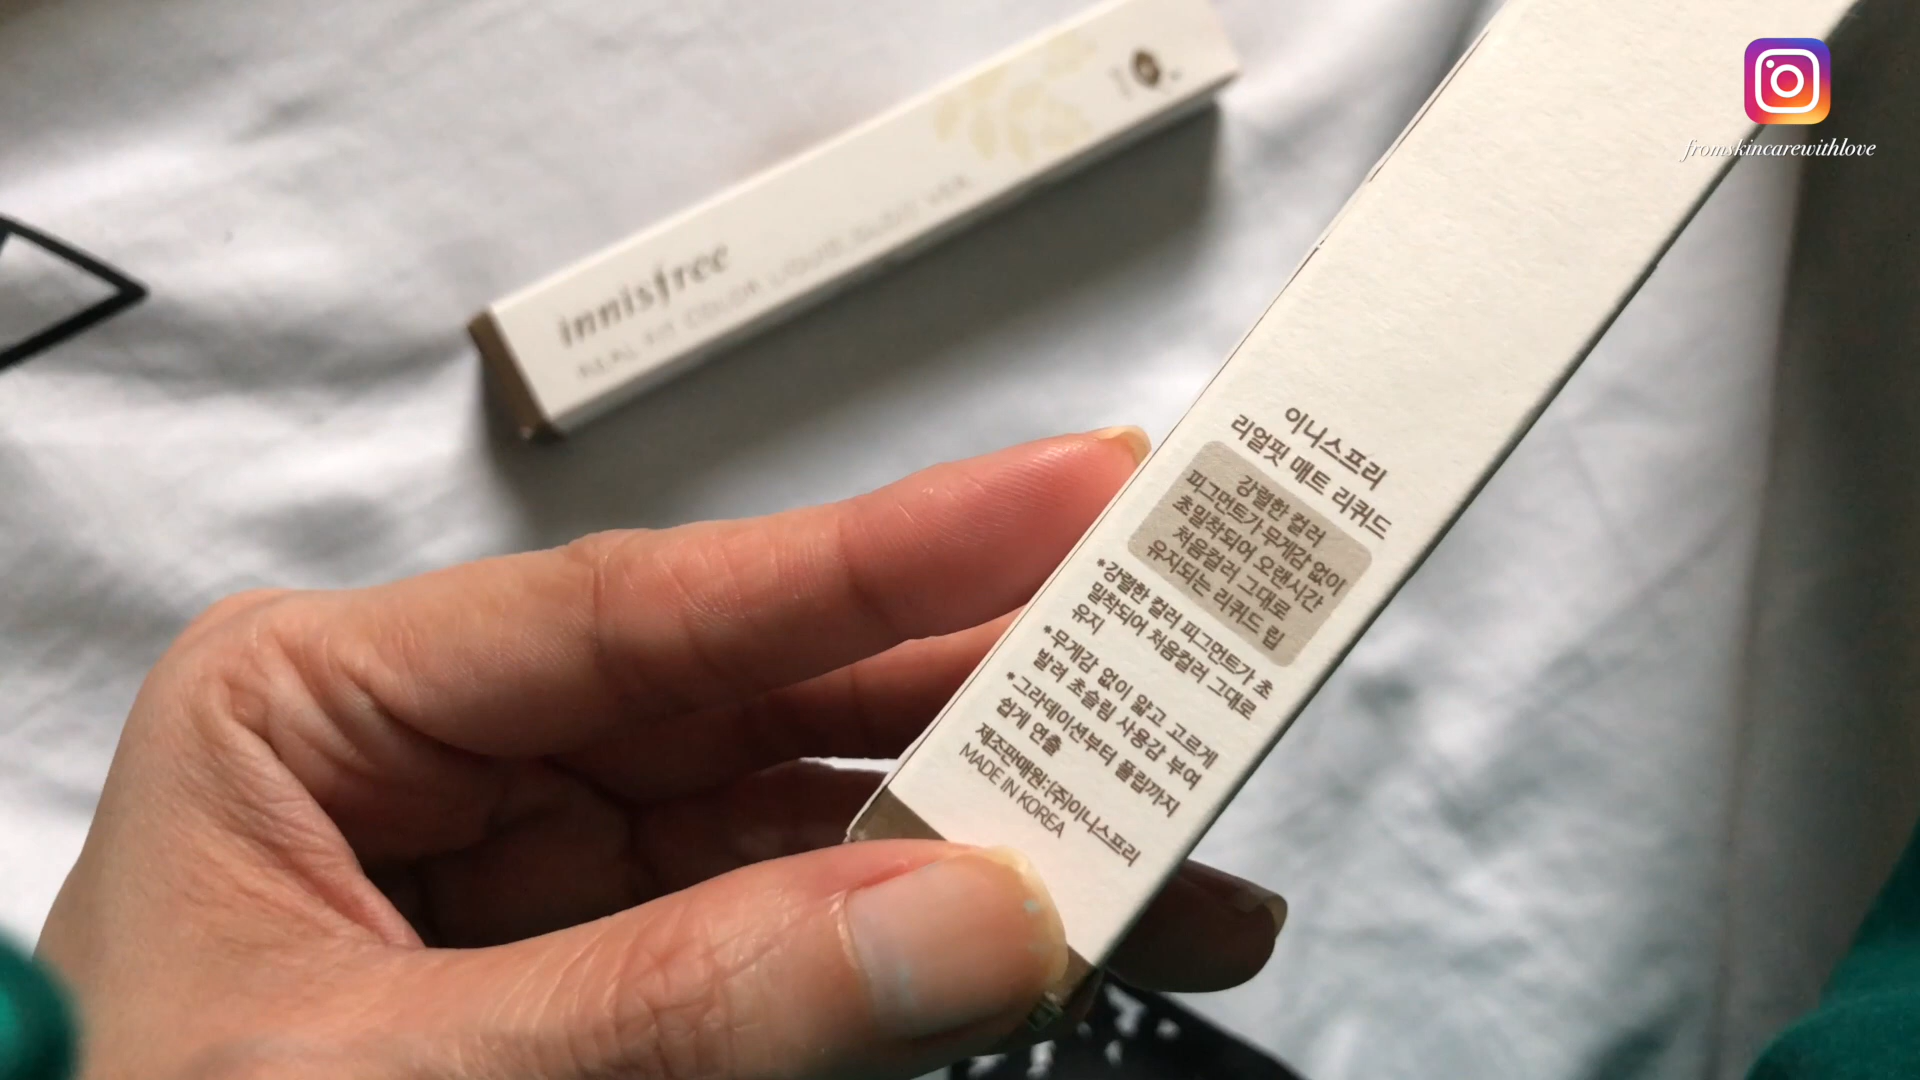 fromskincarewithlove
innisfree
REAL FIT COLOR LIQUID GLOSS VER.
이니스프리
리얼핏 매트 리퀴드
강렬한 컬러
피그먼트가 무게감 없이
초밀착되어 오랜시간
처음컬러 그대로
유지되는 리퀴드 립
*강렬한 컬러 피그먼트가 초
밀착되어 처음컬러 그대로
유지
*무게감 없이 얇고 고르게
발려 초슬림 사용감 부여
*그라데이션부터 풀립까지
쉽게 연출
제조판매원:(주)이니스프리
MADE IN KOREA